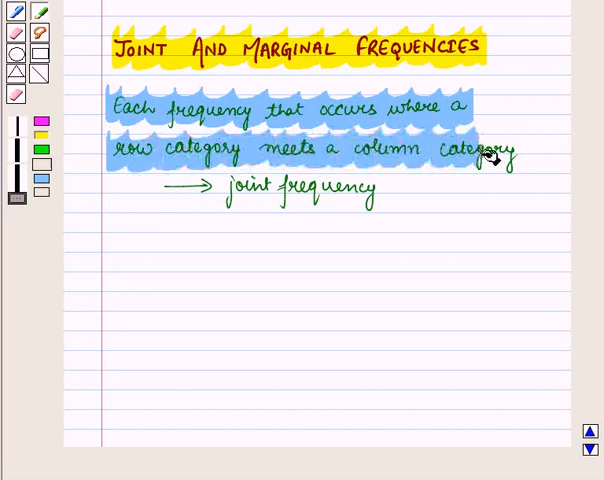 JOINT AND MARGINAL FREQUENCIES
Each frequency that occurs where a
row category meets a column category
→ joint frequency